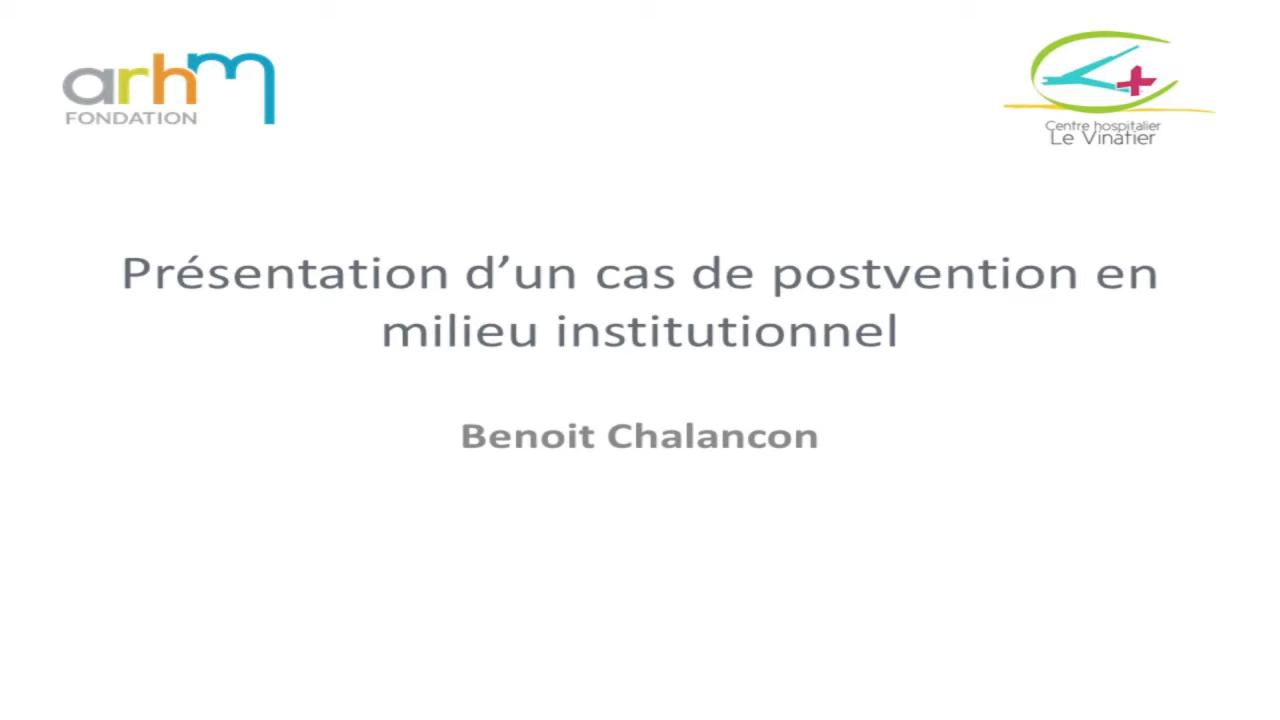 arhm
FONDATION
Centre hospitalier
Le Vinatier
Présentation d’un cas de postvention en
milieu institutionnel
Benoit Chalancon